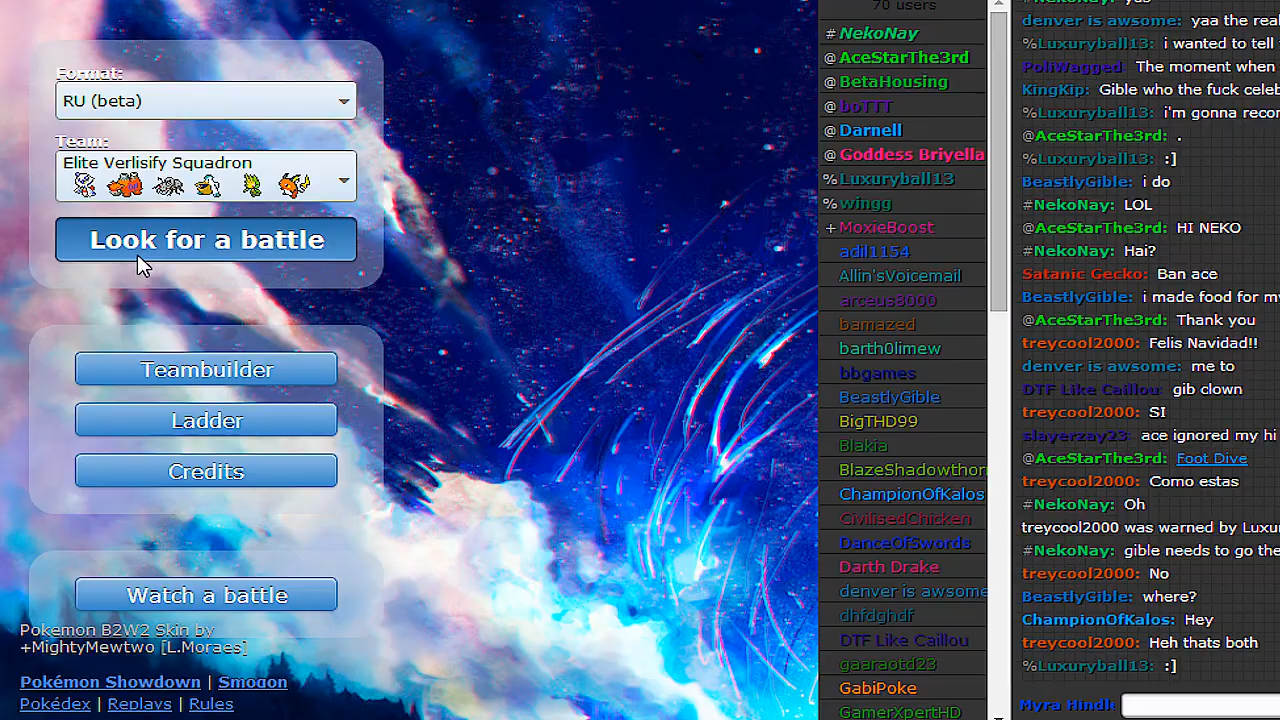 Format:
RU (beta)
Team:
Elite Verlisify Squadron
Look for a battle
Teambuilder
Ladder
Credits
Watch a battle
Pokemon B2W2 Skin by
+MightyMewtwo [L.Moraes]
Pokémon Showdown | Smogon
Pokédex | Replays | Rules
70 users
#NekoNay
@AceStarThe3rd
@BetaHousing
@boTTT
@Darnell
@Goddess Briyella
%Luxuryball13
%wingg
+MoxieBoost
adil1154
Allin'sVoicemail
arceus8000
bamazed
barth0limew
bbgames
BeastlyGible
BigTHD99
Blakia
BlazeShadowthorn
ChampionOfKalos
CivilisedChicken
DanceOfSwords
Darth Drake
denver is awsome
dhfdghdf
DTF Like Caillou
gaaraotd23
GabiPoke
GamerXpertHD
#NekoNay: yas
denver is awsome: yaa the real
%Luxuryball13: i wanted to tell
PoliWagged: The moment when
KingKip: Gible who the fuck celeb
%Luxuryball13: i'm gonna recor
@AceStarThe3rd: .
%Luxuryball13: :]
BeastlyGible: i do
#NekoNay: LOL
@AceStarThe3rd: HI NEKO
#NekoNay: Hai?
Satanic Gecko: Ban ace
BeastlyGible: i made food for my
@AceStarThe3rd: Thank you
treycool2000: Felis Navidad!!
denver is awsome: me to
DTF Like Caillou: gib clown
treycool2000: SI
slayerzay23: ace ignored my hi
@AceStarThe3rd: Foot Dive
treycool2000: Como estas
#NekoNay: Oh
treycool2000 was warned by Luxu
#NekoNay: gible needs to go the
treycool2000: No
BeastlyGible: where?
ChampionOfKalos: Hey
treycool2000: Heh thats both
%Luxuryball13: :]
Myra Hindle